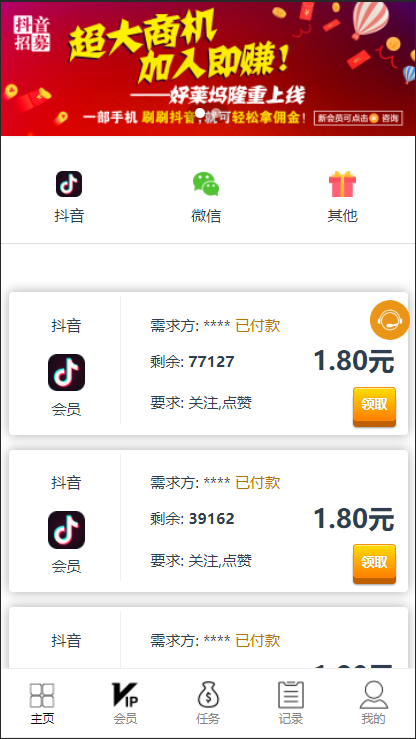 抖音
招募
超大商机
加入即赚!
——好莱坞隆重上线
一部手机 刷刷抖音,就可轻松拿佣金!
新会员可点击 咨询
抖音
微信
其他
抖音
会员
需求方: **** 已付款
剩余: 77127
要求: 关注,点赞
1.80元
领取
抖音
会员
需求方: **** 已付款
剩余: 39162
要求: 关注,点赞
1.80元
领取
抖音
需求方: **** 已付款
主页
VIP
会员
$
任务
记录
我的